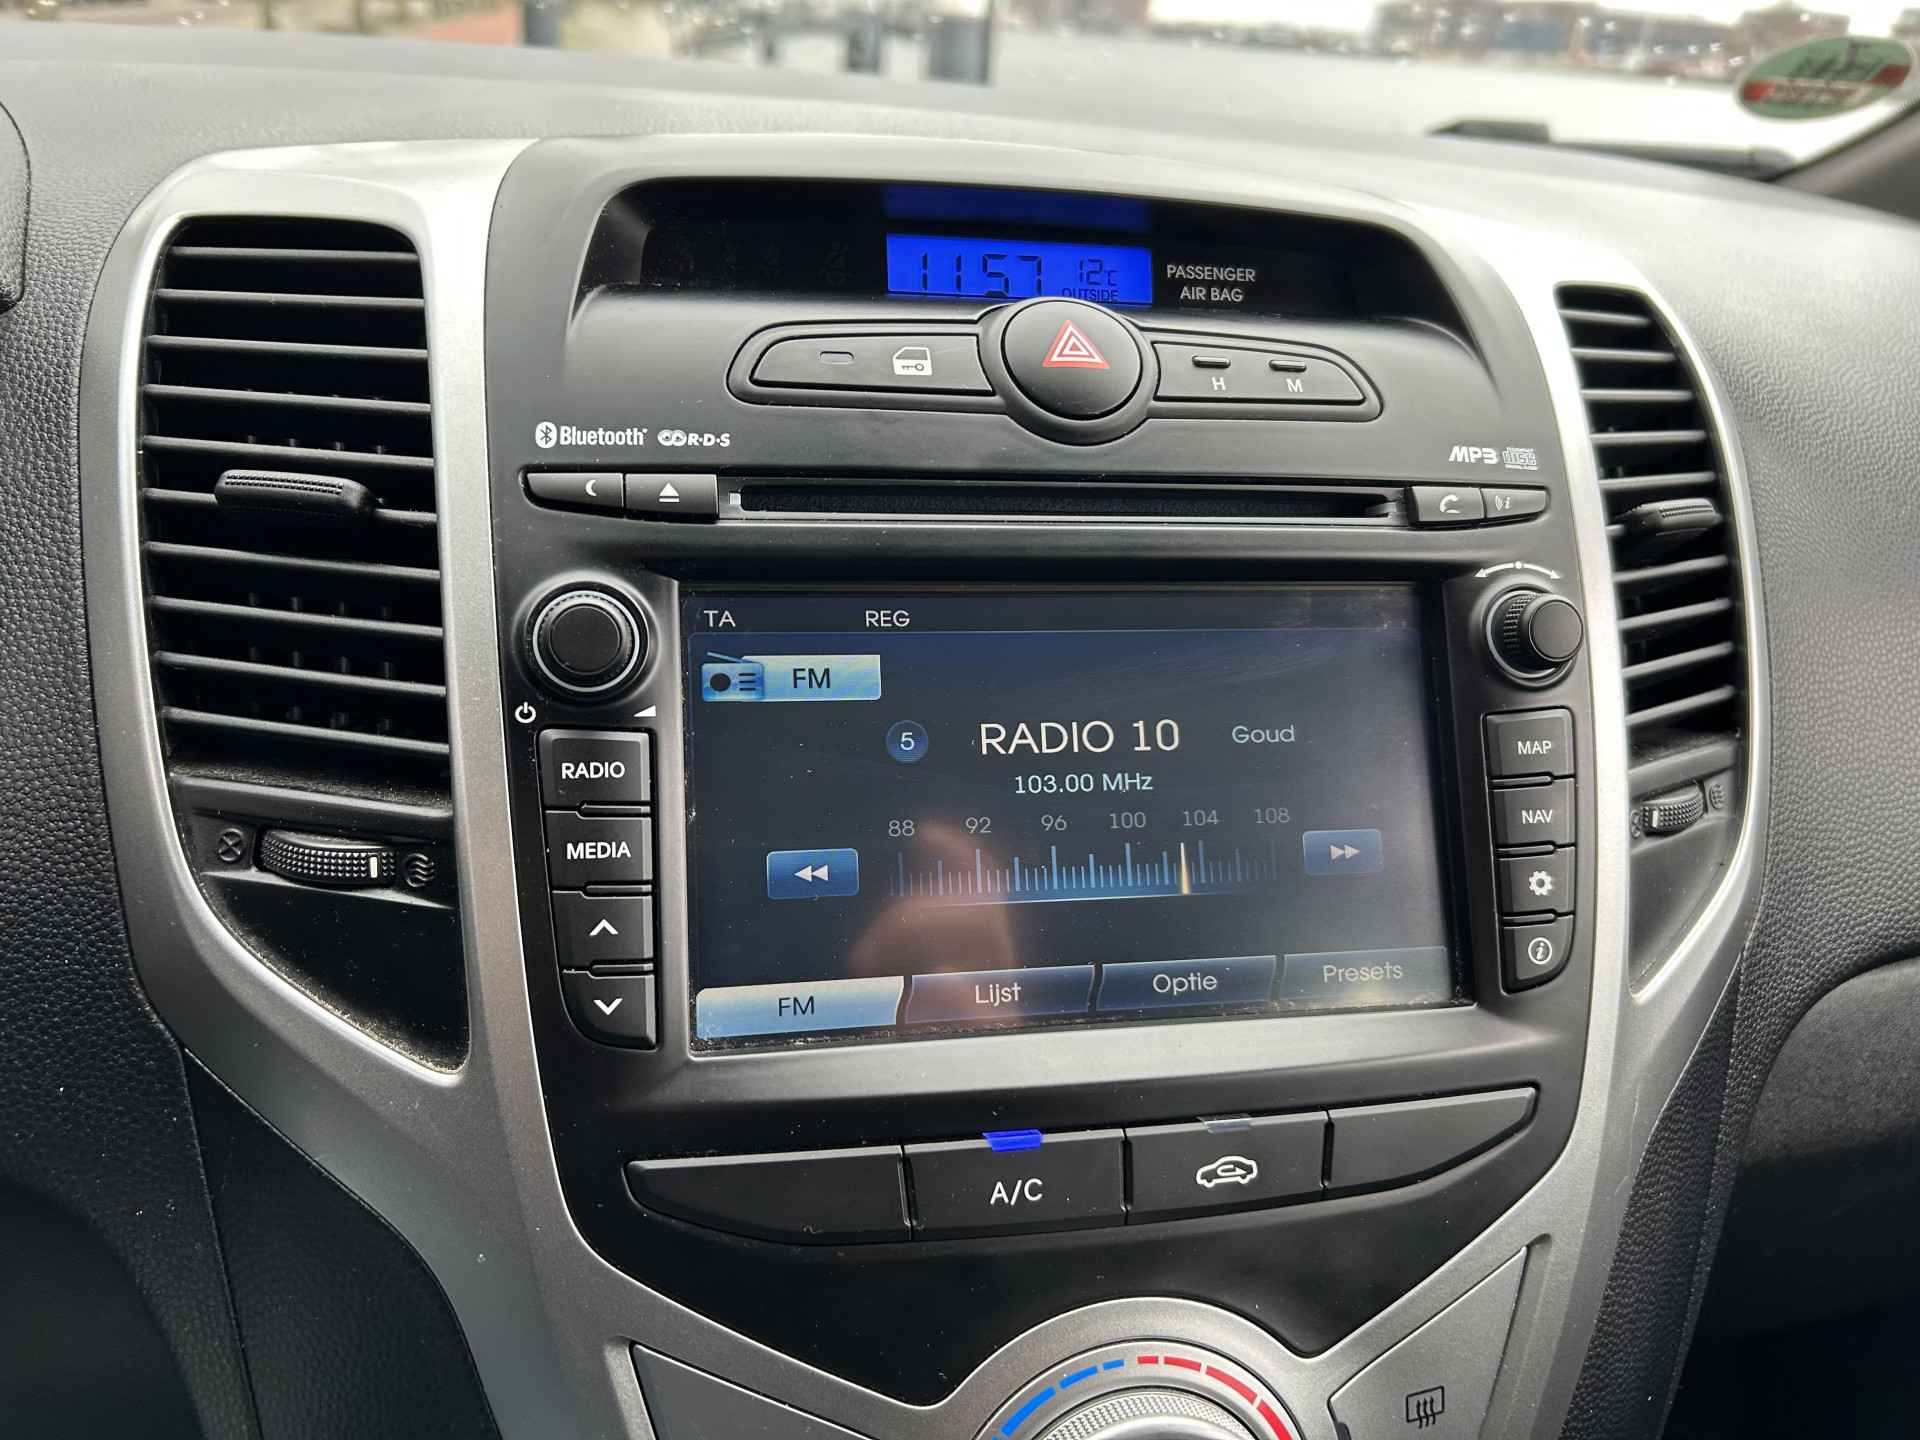 11:57 12°C
OUTSIDE
PASSENGER
AIR BAG
H M
Bluetooth R·D·S
MP3 disc
TA REG
FM
5 RADIO 10 Goud
103.00 MHz
88 92 96 100 104 108
FM Lijst Optie Presets
RADIO
MEDIA
MAP
NAV
A/C